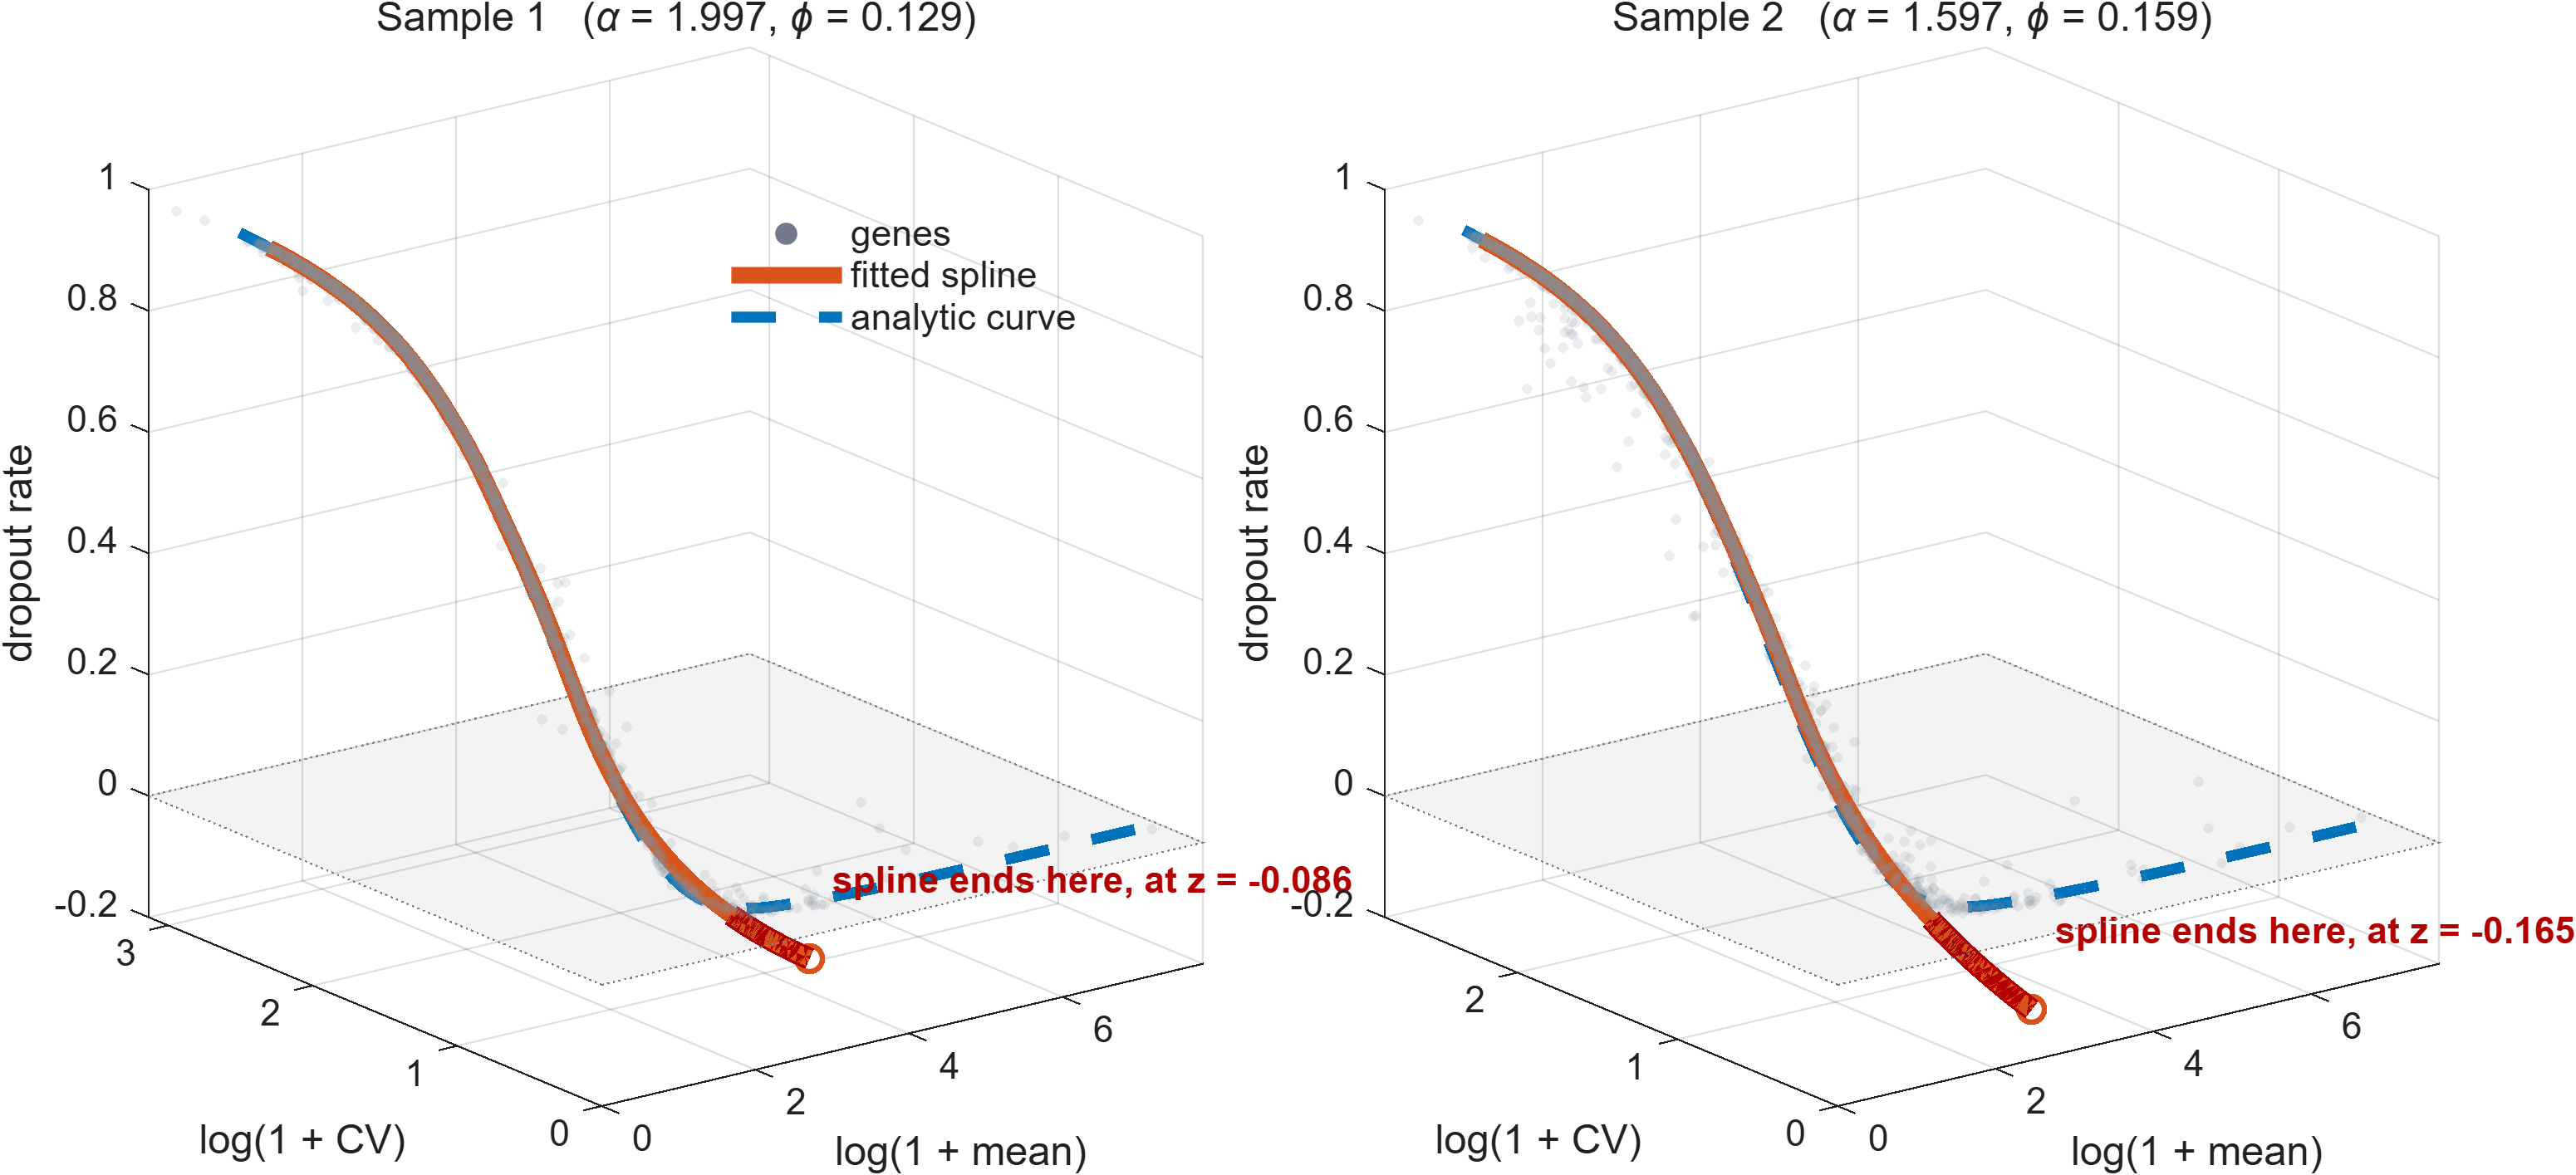 Sample 1 (α = 1.997, ϕ = 0.129)
1
0.8
0.6
0.4
0.2
0
-0.2
dropout rate
genes
fitted spline
analytic curve
spline ends here, at z = -0.086
3
2
1
0
log(1 + CV)
0
2
4
6
log(1 + mean)
Sample 2 (α = 1.597, ϕ = 0.159)
1
0.8
0.6
0.4
0.2
0
-0.2
dropout rate
spline ends here, at z = -0.165
2
1
0
log(1 + CV)
0
2
4
6
log(1 + mean)